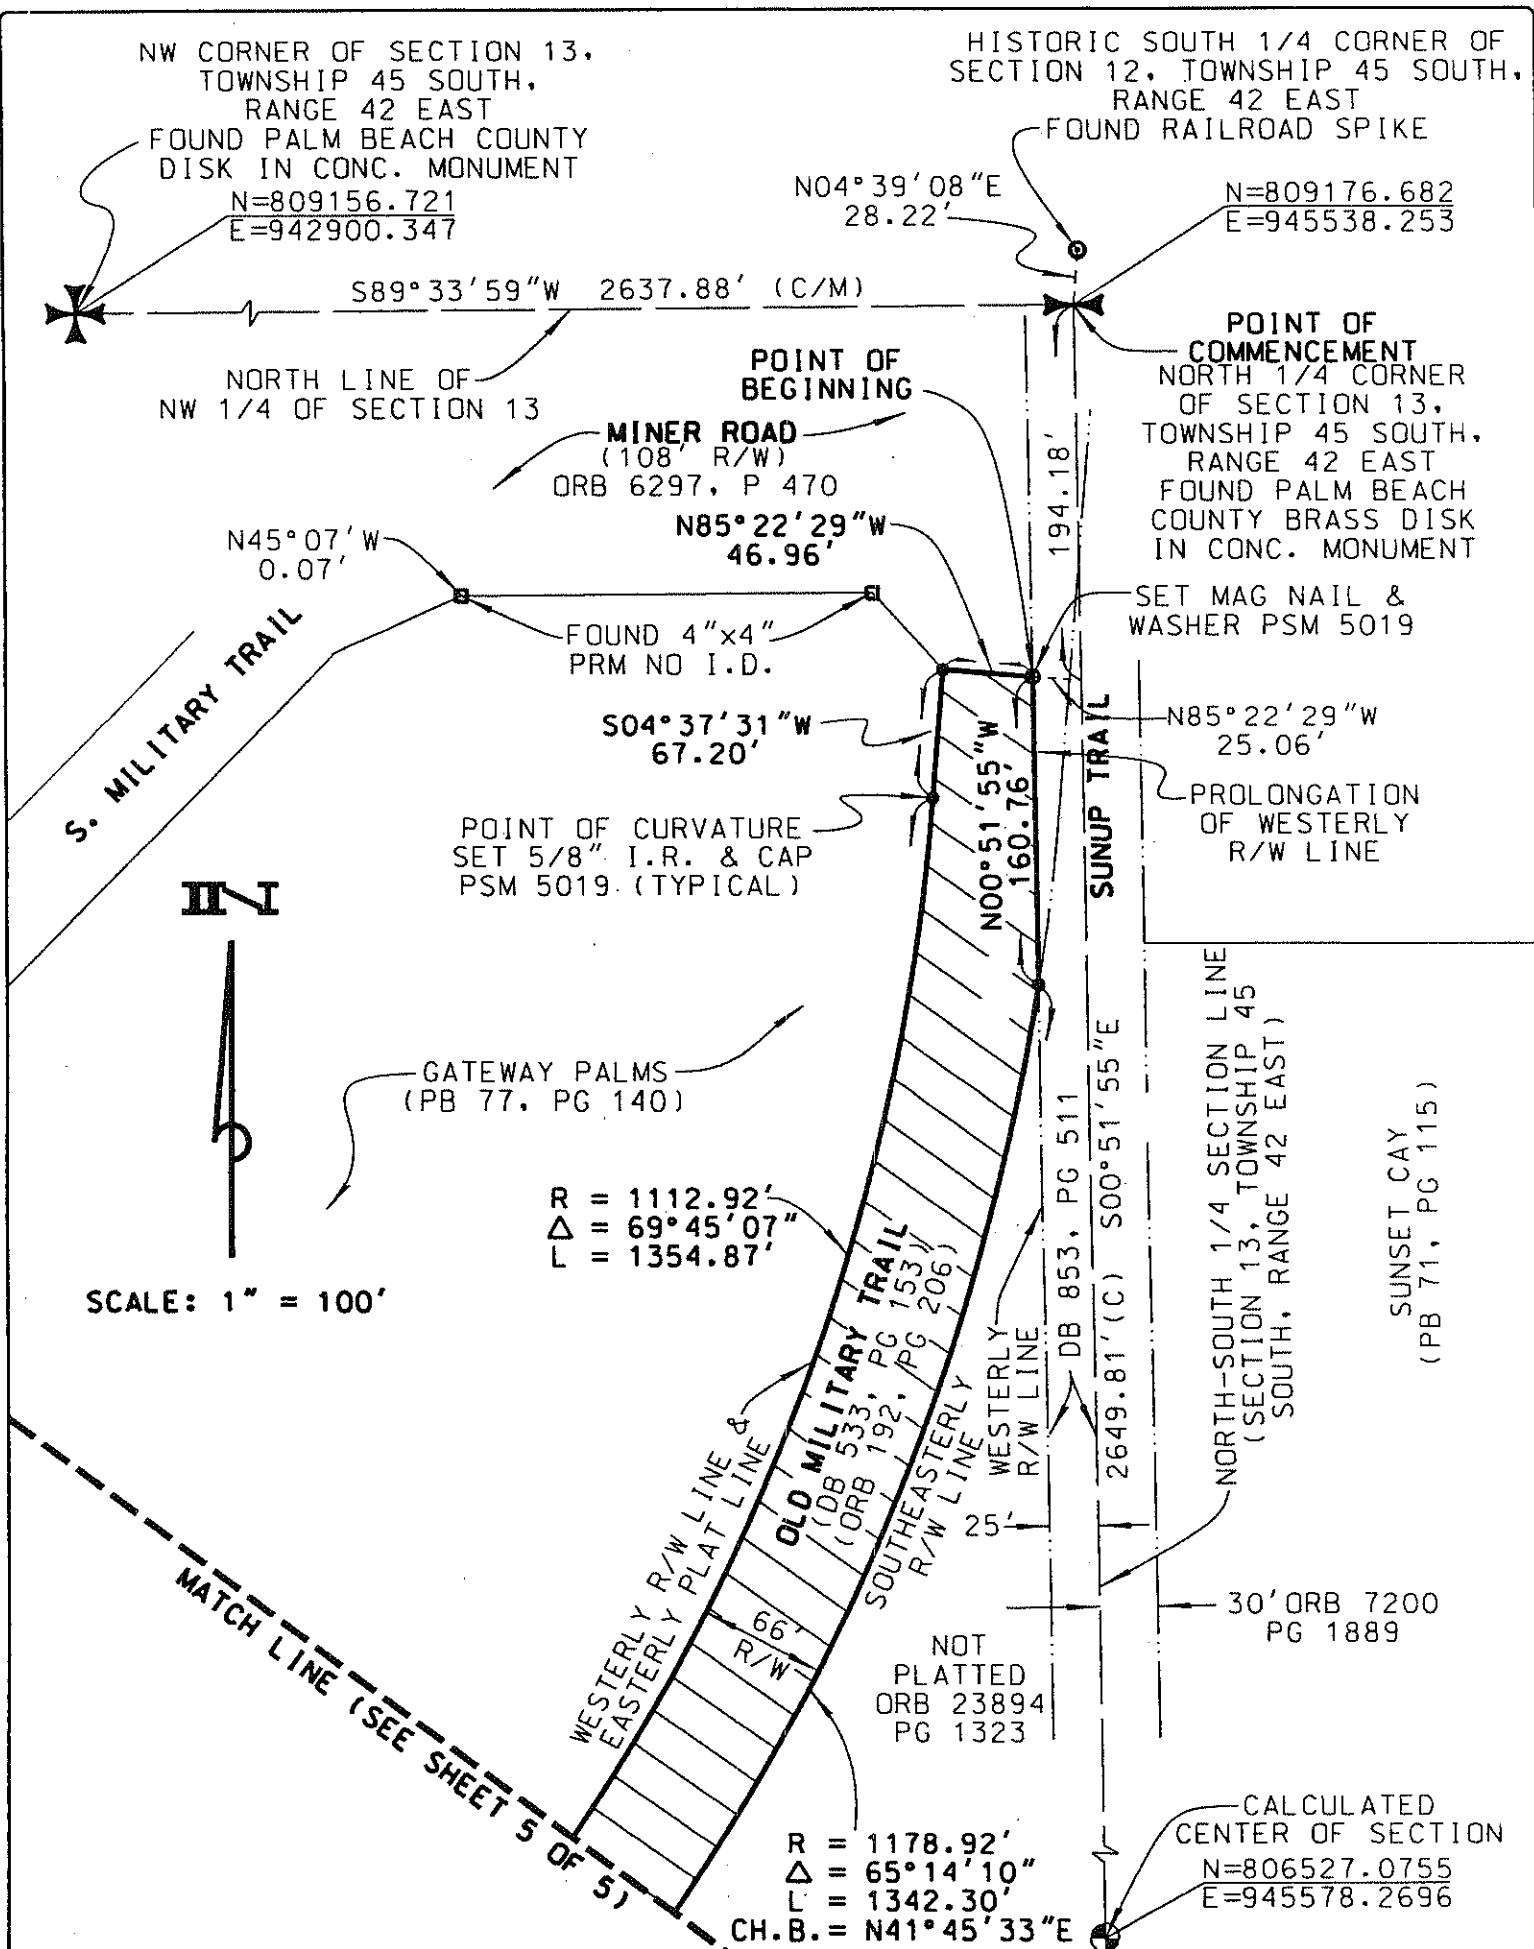 NW CORNER OF SECTION 13,
TOWNSHIP 45 SOUTH,
RANGE 42 EAST
FOUND PALM BEACH COUNTY
DISK IN CONC. MONUMENT
N=809156.721
E=942900.347
HISTORIC SOUTH 1/4 CORNER OF
SECTION 12, TOWNSHIP 45 SOUTH,
RANGE 42 EAST
FOUND RAILROAD SPIKE
N04°39'08"E
28.22'
N=809176.682
E=945538.253
S89°33'59"W 2637.88' (C/M)
NORTH LINE OF
NW 1/4 OF SECTION 13
POINT OF
BEGINNING
POINT OF
COMMENCEMENT
NORTH 1/4 CORNER
OF SECTION 13,
TOWNSHIP 45 SOUTH,
RANGE 42 EAST
FOUND PALM BEACH
COUNTY BRASS DISK
IN CONC. MONUMENT
MINER ROAD
(108' R/W)
ORB 6297, P 470
194.18'
N85°22'29"W
46.96'
N45°07'W
0.07'
SET MAG NAIL &
WASHER PSM 5019
FOUND 4"x4"
PRM NO I.D.
S. MILITARY TRAIL
S04°37'31"W
67.20'
N85°22'29"W
25.06'
N00°51'55"W
160.76'
SUNUP TRAIL
PROLONGATION
OF WESTERLY
R/W LINE
POINT OF CURVATURE
SET 5/8" I.R. & CAP
PSM 5019 (TYPICAL)
N
GATEWAY PALMS
(PB 77, PG 140)
SCALE: 1" = 100'
R = 1112.92'
Δ = 69°45'07"
L = 1354.87'
OLD MILITARY TRAIL
(DB 533, PG 153)
(ORB 192, PG 206)
WESTERLY R/W LINE &
EASTERLY PLAT LINE
SOUTHEASTERLY
R/W LINE
WESTERLY
R/W LINE
DB 853, PG 511
2649.81'(C) S00°51'55"E
NORTH-SOUTH 1/4 SECTION LINE
(SECTION 13, TOWNSHIP 45
SOUTH, RANGE 42 EAST)
SUNSET CAY
(PB 71, PG 115)
25'
30'ORB 7200
PG 1889
66'
R/W
NOT
PLATTED
ORB 23894
PG 1323
MATCH LINE (SEE SHEET 5 OF 5)
R = 1178.92'
Δ = 65°14'10"
L = 1342.30'
CH.B.= N41°45'33"E
CALCULATED
CENTER OF SECTION
N=806527.0755
E=945578.2696